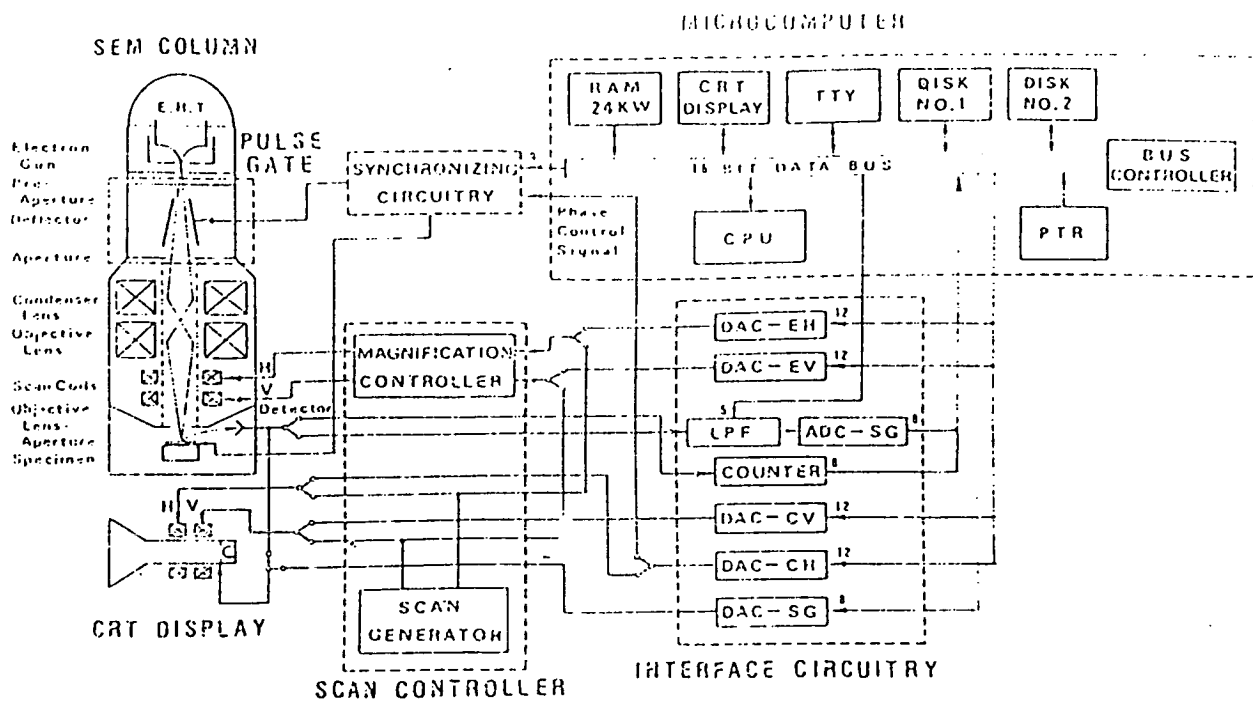 MICROCOMPUTER
SEM COLUMN
E.H.T
PULSE
GATE
Electron
Gun
Pre-
Aperture
Deflector
Aperture
Condenser
Lens
Objective
Lens
Scan Coils
Objective
Lens-
Aperture
Specimen
H
V
Detector
SYNCHRONIZING
CIRCUITRY
RAM
24KW
CRT
DISPLAY
TTY
DISK
NO.1
DISK
NO.2
16 BIT DATA BUS
BUS
CONTROLLER
Phase
Control
Signal
CPU
PTR
MAGNIFICATION
CONTROLLER
DAC-EH
12
DAC-EV
12
5
LPF
ADC-SG
8
COUNTER
8
DAC-CV
12
DAC-CH
12
DAC-SG
8
H V
CRT DISPLAY
SCAN
GENERATOR
SCAN CONTROLLER
INTERFACE CIRCUITRY